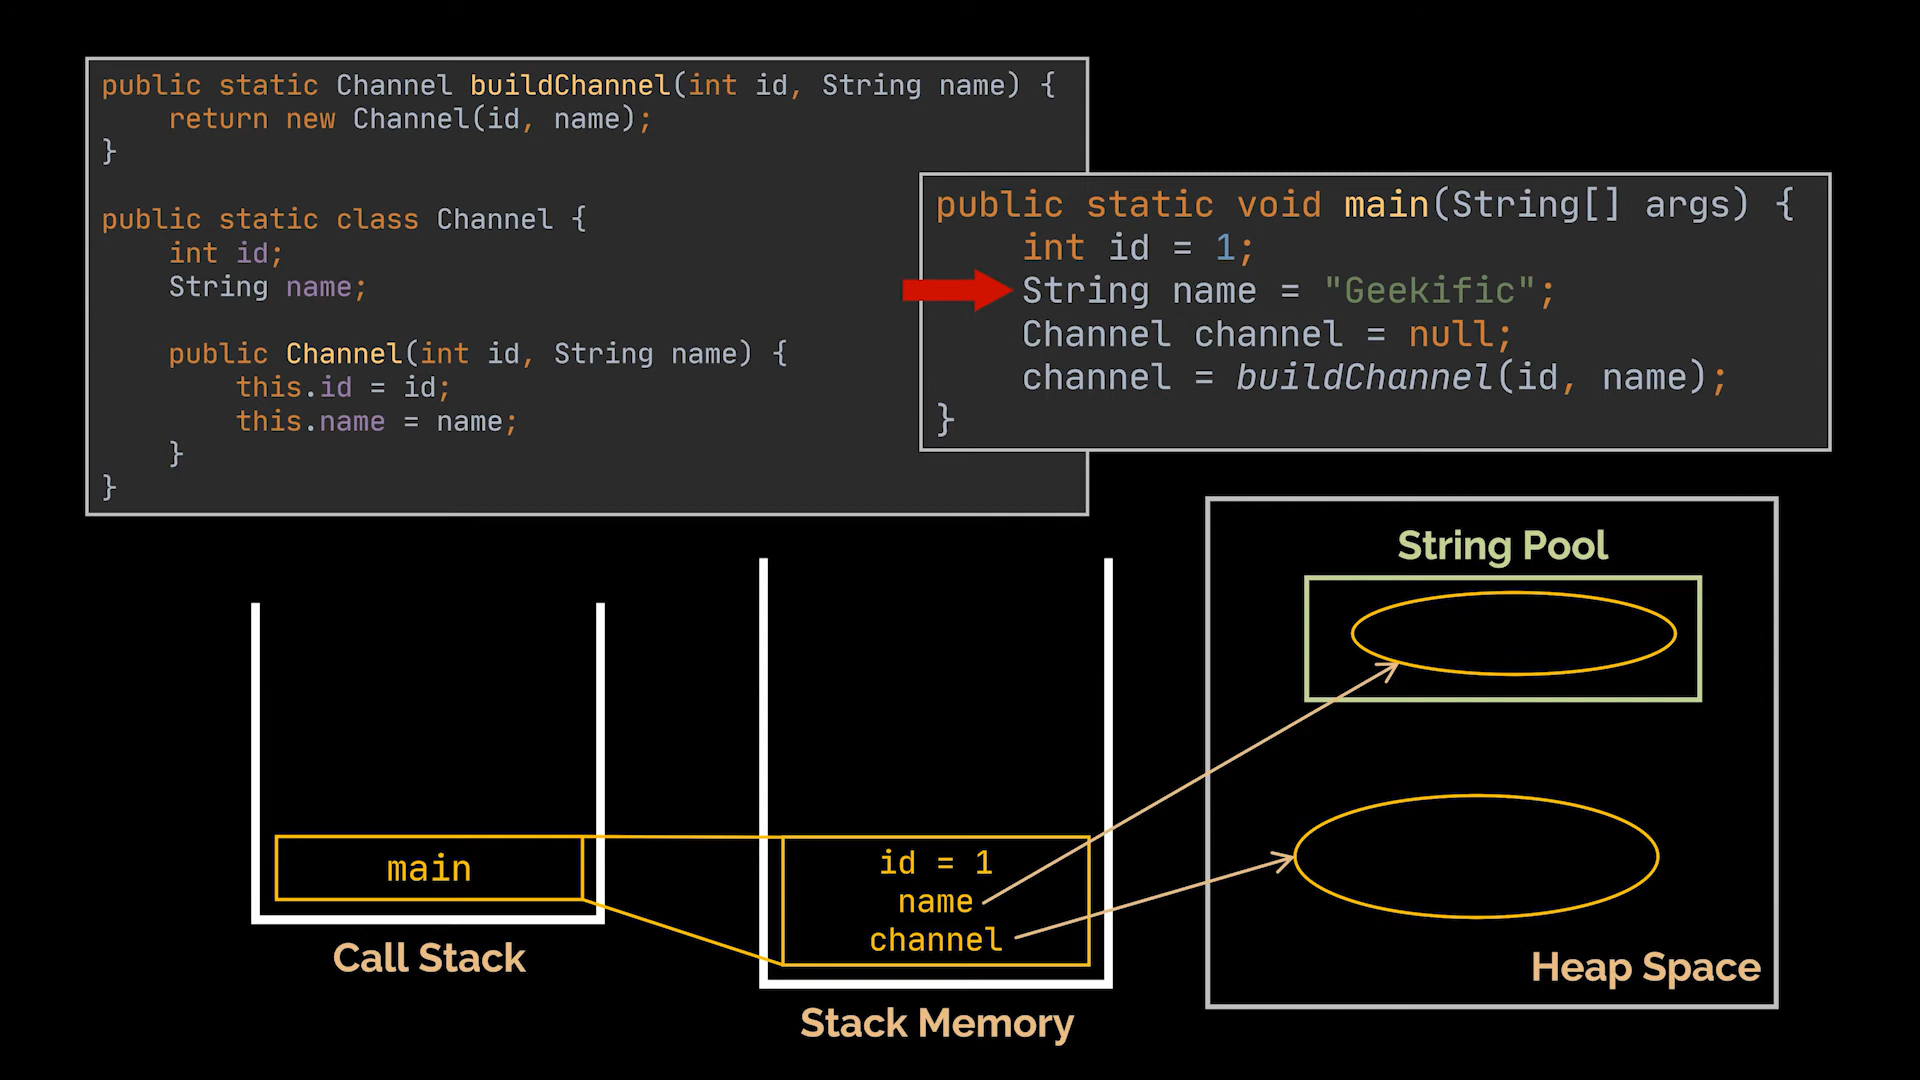 public static Channel buildChannel(int id, String name) {
    return new Channel(id, name);
}
public static class Channel {
    int id;
    String name;
    public Channel(int id, String name) {
        this.id = id;
        this.name = name;
    }
}
public static void main(String[] args) {
    int id = 1;
    String name = "Geekific";
    Channel channel = null;
    channel = buildChannel(id, name);
}
main
Call Stack
id = 1
name
channel
Stack Memory
String Pool
Heap Space